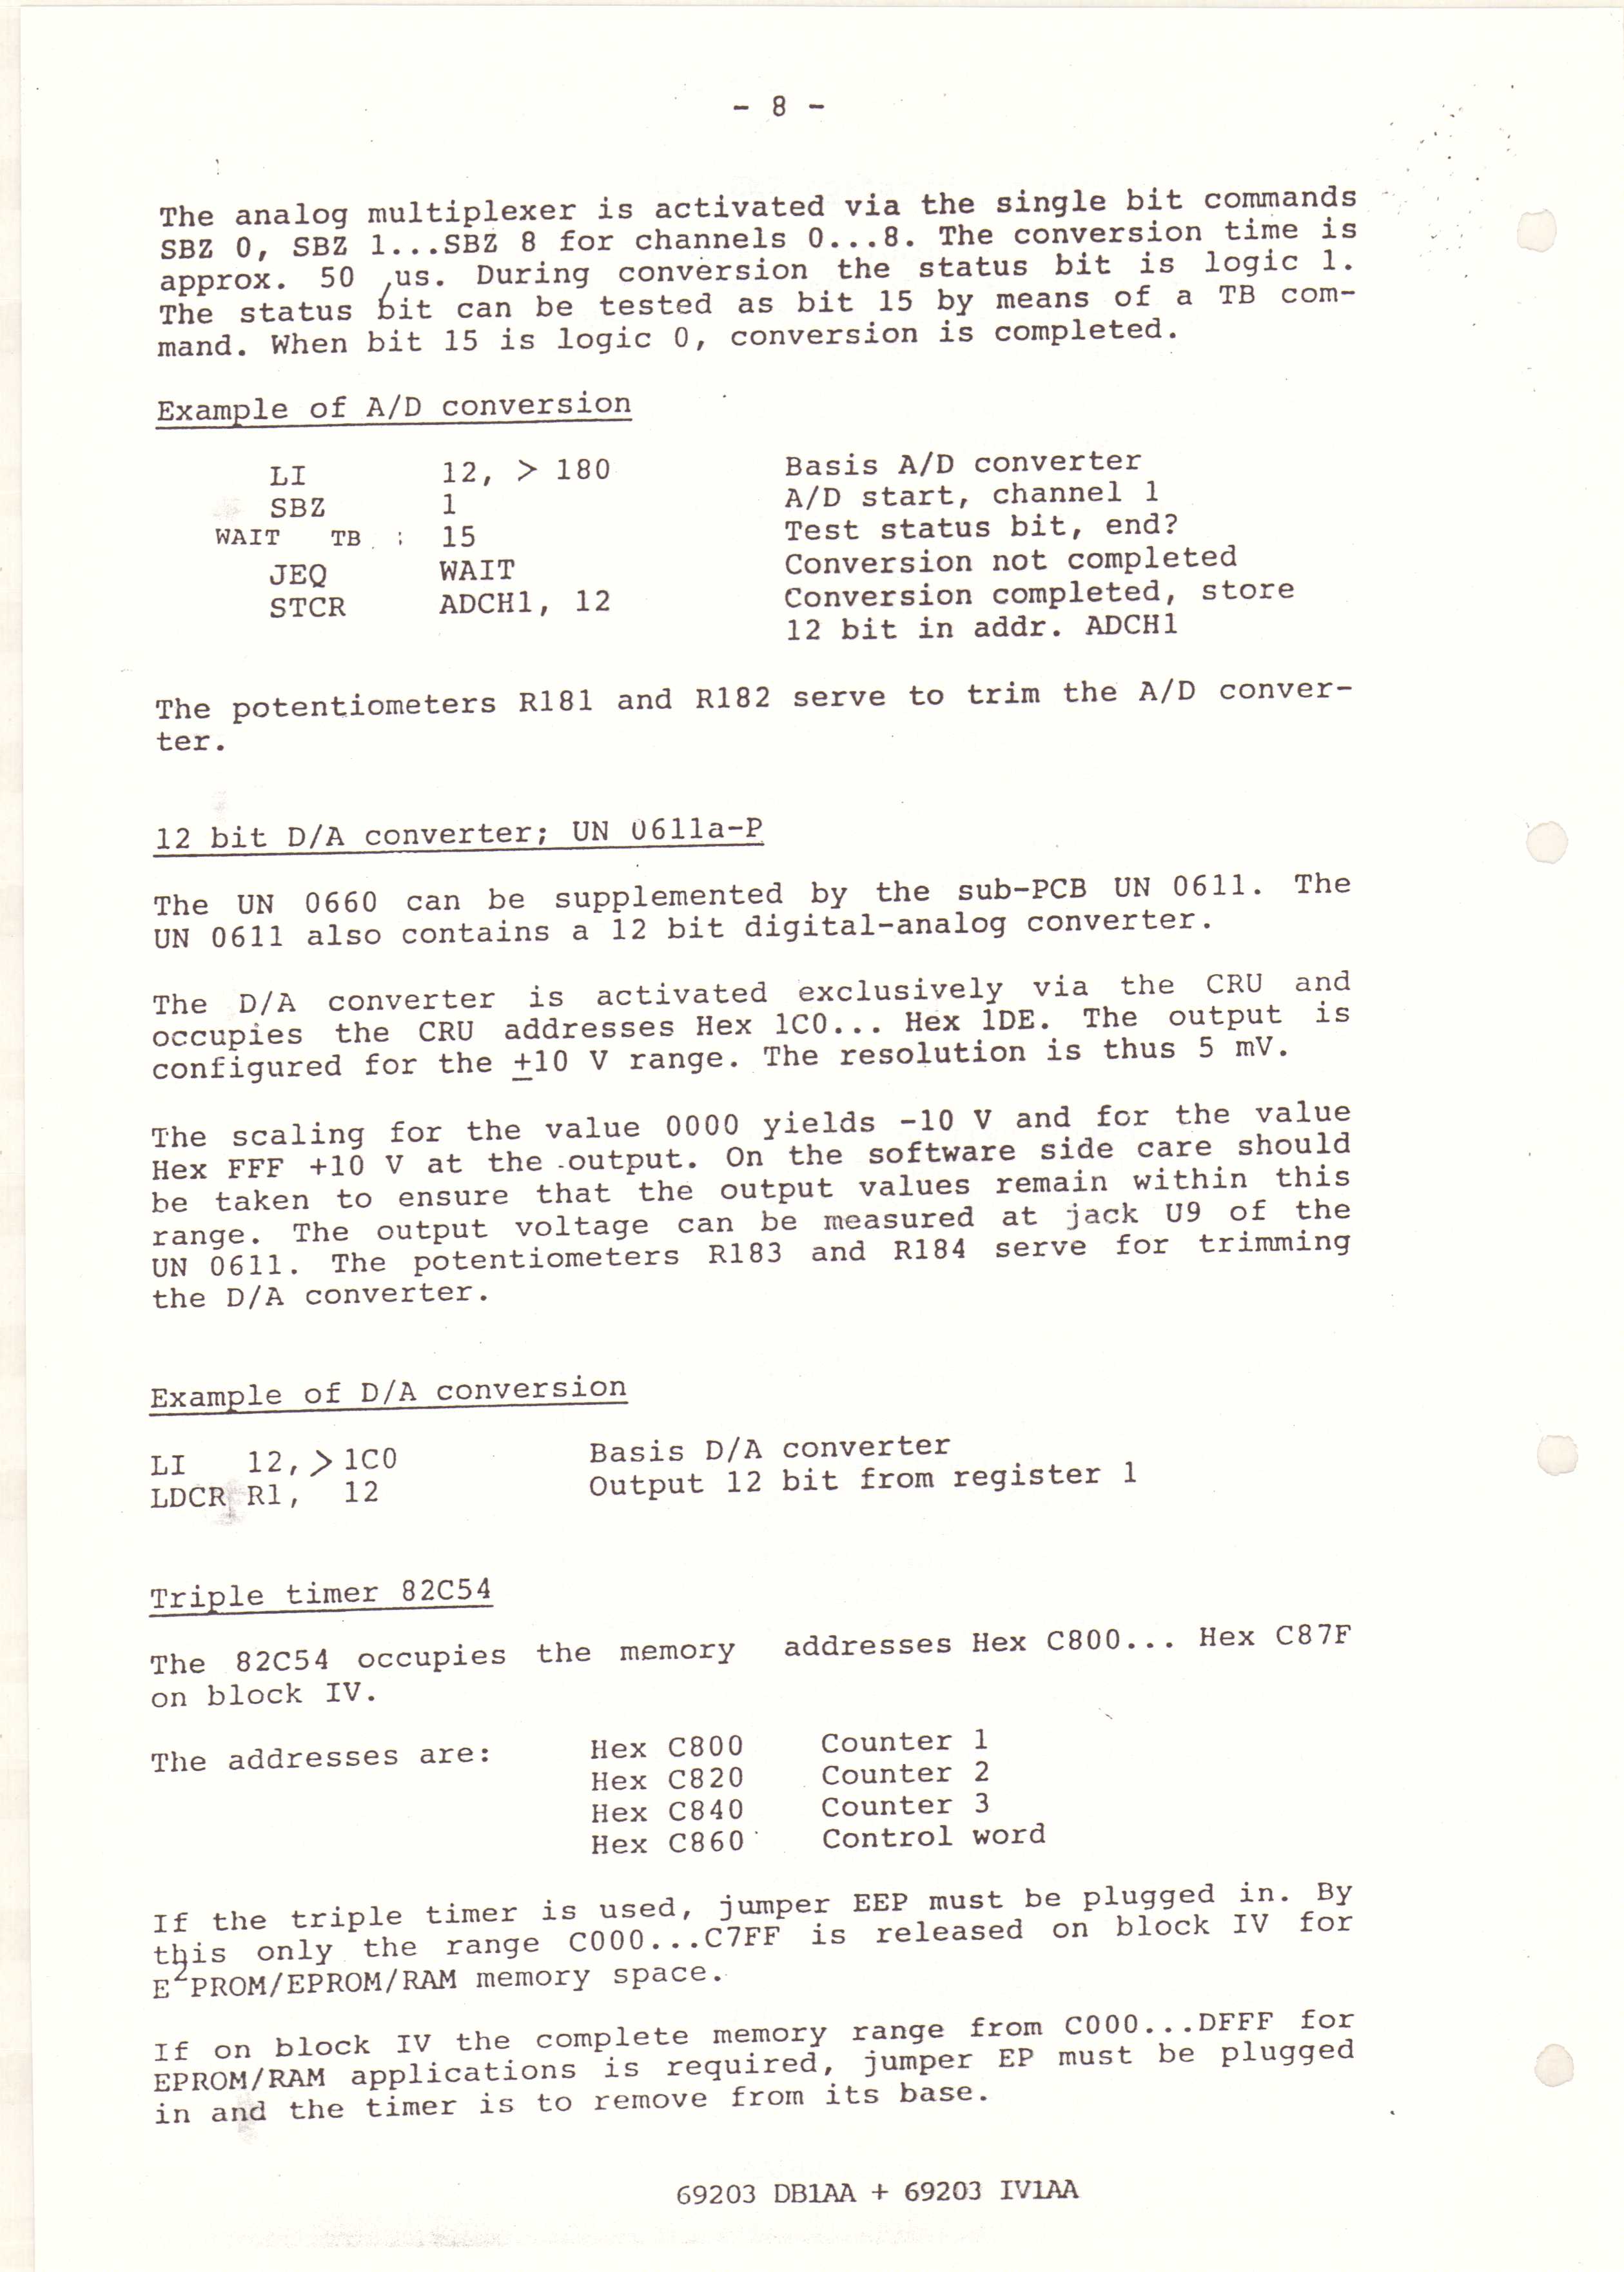 - 8 -
The analog multiplexer is activated via the single bit commands
SBZ 0, SBZ 1...SBZ 8 for channels 0...8. The conversion time is
approx. 50 ,us. During conversion the status bit is logic 1.
The status bit can be tested as bit 15 by means of a TB com-
mand. When bit 15 is logic 0, conversion is completed.
Example of A/D conversion
LI 12, > 180 Basis A/D converter
SBZ 1 A/D start, channel 1
WAIT TB : 15 Test status bit, end?
JEQ WAIT Conversion not completed
STCR ADCH1, 12 Conversion completed, store
12 bit in addr. ADCH1
The potentiometers R181 and R182 serve to trim the A/D conver-
ter.
12 bit D/A converter; UN 0611a-P
The UN 0660 can be supplemented by the sub-PCB UN 0611. The
UN 0611 also contains a 12 bit digital-analog converter.
The D/A converter is activated exclusively via the CRU and
occupies the CRU addresses Hex 1C0... Hex 1DE. The output is
configured for the ±10 V range. The resolution is thus 5 mV.
The scaling for the value 0000 yields -10 V and for the value
Hex FFF +10 V at the output. On the software side care should
be taken to ensure that the output values remain within this
range. The output voltage can be measured at jack U9 of the
UN 0611. The potentiometers R183 and R184 serve for trimming
the D/A converter.
Example of D/A conversion
LI 12, > 1C0 Basis D/A converter
LDCR R1, 12 Output 12 bit from register 1
Triple timer 82C54
The 82C54 occupies the memory addresses Hex C800... Hex C87F
on block IV.
The addresses are: Hex C800 Counter 1
Hex C820 Counter 2
Hex C840 Counter 3
Hex C860 Control word
If the triple timer is used, jumper EEP must be plugged in. By
this only the range C000...C7FF is released on block IV for
E²PROM/EPROM/RAM memory space.
If on block IV the complete memory range from C000...DFFF for
EPROM/RAM applications is required, jumper EP must be plugged
in and the timer is to remove from its base.
69203 DB1AA + 69203 IV1AA